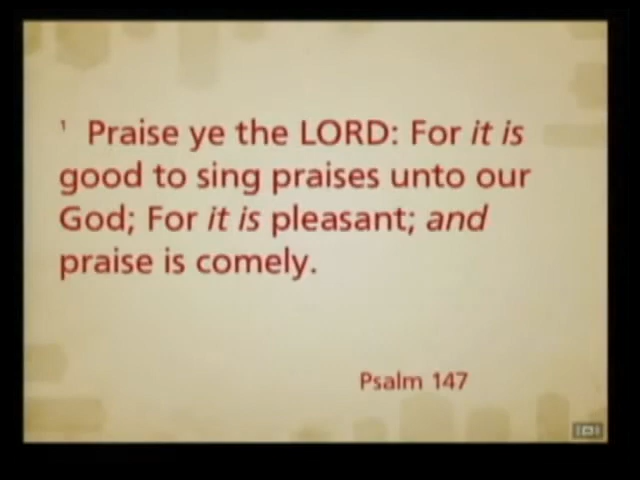 1 Praise ye the LORD: For it is
good to sing praises unto our
God; For it is pleasant; and
praise is comely.
Psalm 147